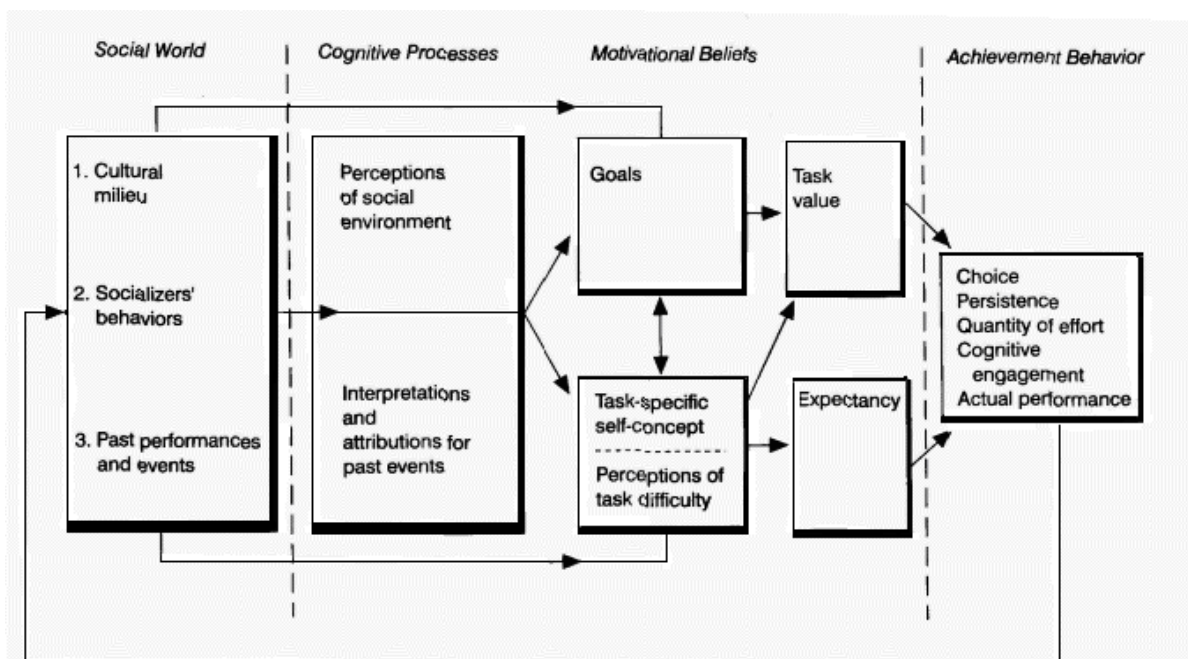 Social World
Cognitive Processes
Motivational Beliefs
Achievement Behavior
1. Cultural
milieu
2. Socializers'
behaviors
3. Past performances
and events
Perceptions
of social
environment
Interpretations
and
attributions for
past events
Goals
Task-specific
self-concept
Perceptions of
task difficulty
Task
value
Expectancy
Choice
Persistence
Quantity of effort
Cognitive
engagement
Actual performance